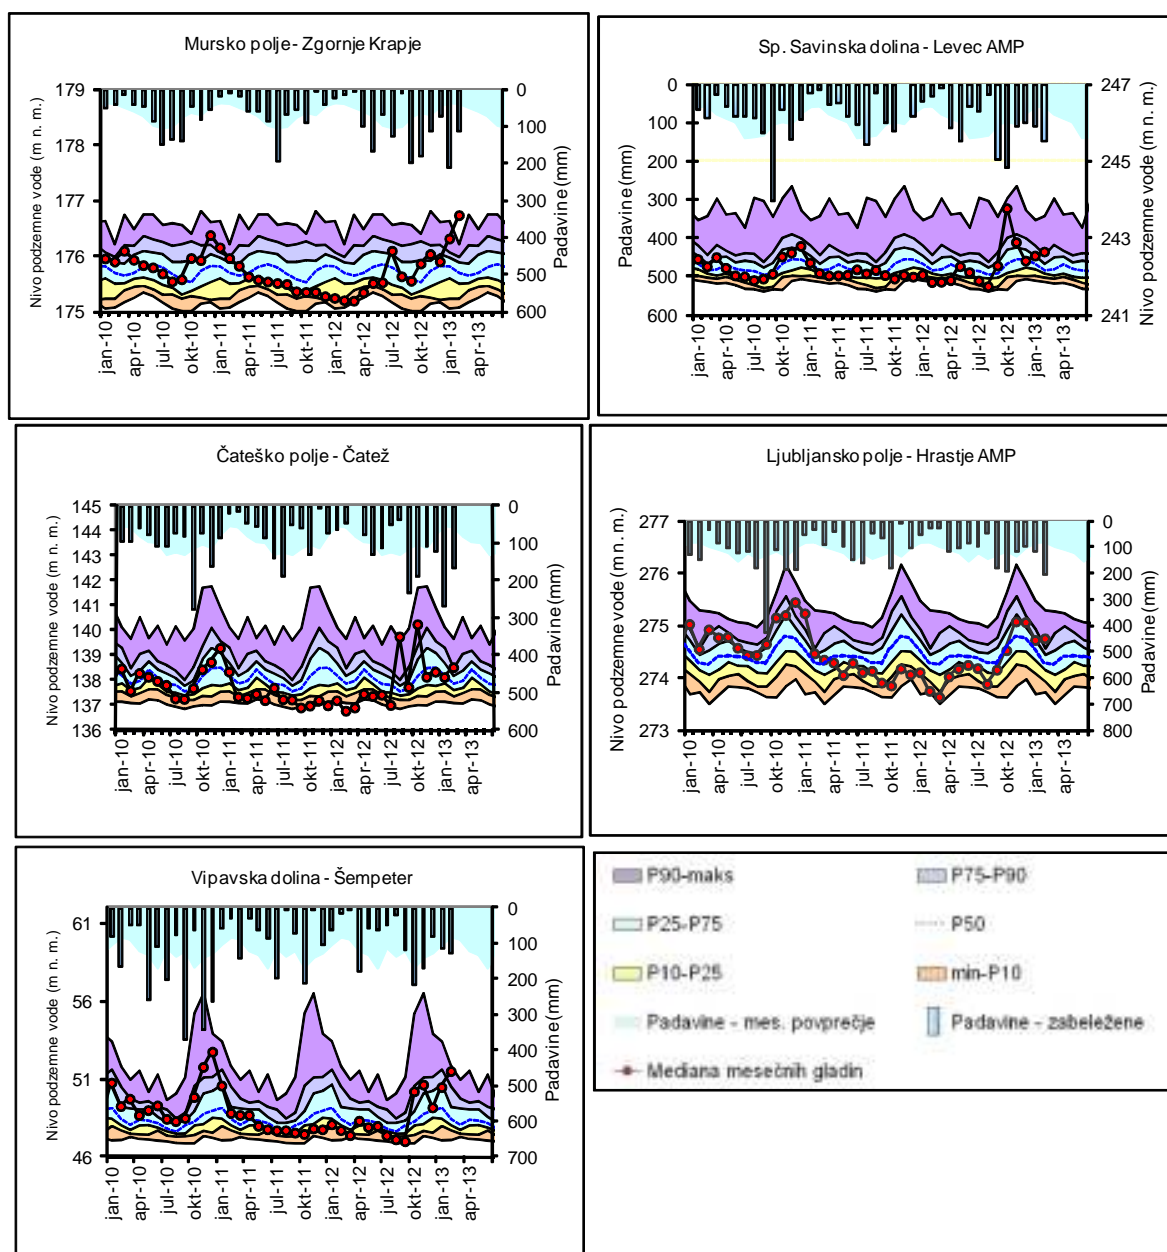 Mursko polje - Zgornje Krapje
Nivo podzemne vode (m n. m.)
179
178
177
176
175
0
100
200
300
400
500
600
Padavine (mm)
jan-10
apr-10
jul-10
okt-10
jan-11
apr-11
jul-11
okt-11
jan-12
apr-12
jul-12
okt-12
jan-13
apr-13
Sp. Savinska dolina - Levec AMP
Padavine (mm)
0
100
200
300
400
500
600
247
245
243
241
Nivo podzemne vode (m n. m.)
jan-10
apr-10
jul-10
okt-10
jan-11
apr-11
jul-11
okt-11
jan-12
apr-12
jul-12
okt-12
jan-13
apr-13
Čateško polje - Čatež
Nivo podzemne vode (m n. m.)
145
144
143
142
141
140
139
138
137
136
0
100
200
300
400
500
600
Padavine (mm)
jan-10
apr-10
jul-10
okt-10
jan-11
apr-11
jul-11
okt-11
jan-12
apr-12
jul-12
okt-12
jan-13
apr-13
Ljubljansko polje - Hrastje AMP
Nivo podzemne vode (m n. m.)
277
276
275
274
273
0
100
200
300
400
500
600
700
800
Padavine (mm)
jan-10
apr-10
jul-10
okt-10
jan-11
apr-11
jul-11
okt-11
jan-12
apr-12
jul-12
okt-12
jan-13
apr-13
Vipavska dolina - Šempeter
Nivo podzemne vode (m n. m.)
61
56
51
46
0
100
200
300
400
500
600
700
Padavine (mm)
jan-10
apr-10
jul-10
okt-10
jan-11
apr-11
jul-11
okt-11
jan-12
apr-12
jul-12
okt-12
jan-13
apr-13
P90-maks
P75-P90
P25-P75
P50
P10-P25
min-P10
Padavine - mes. povprečje
Padavine - zabeležene
Mediana mesečnih gladin